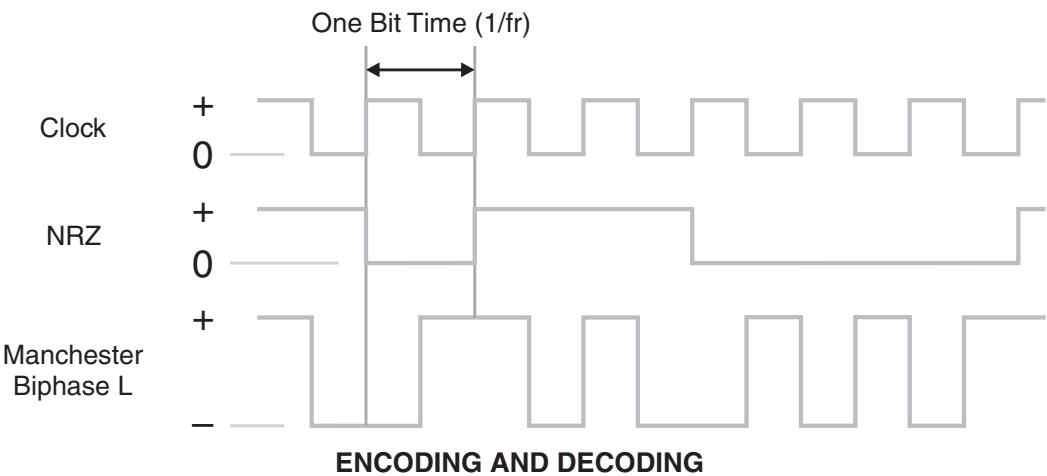 One Bit Time (1/fr)
Clock
+
0
NRZ
+
0
Manchester
Biphase L
+
–
ENCODING AND DECODING